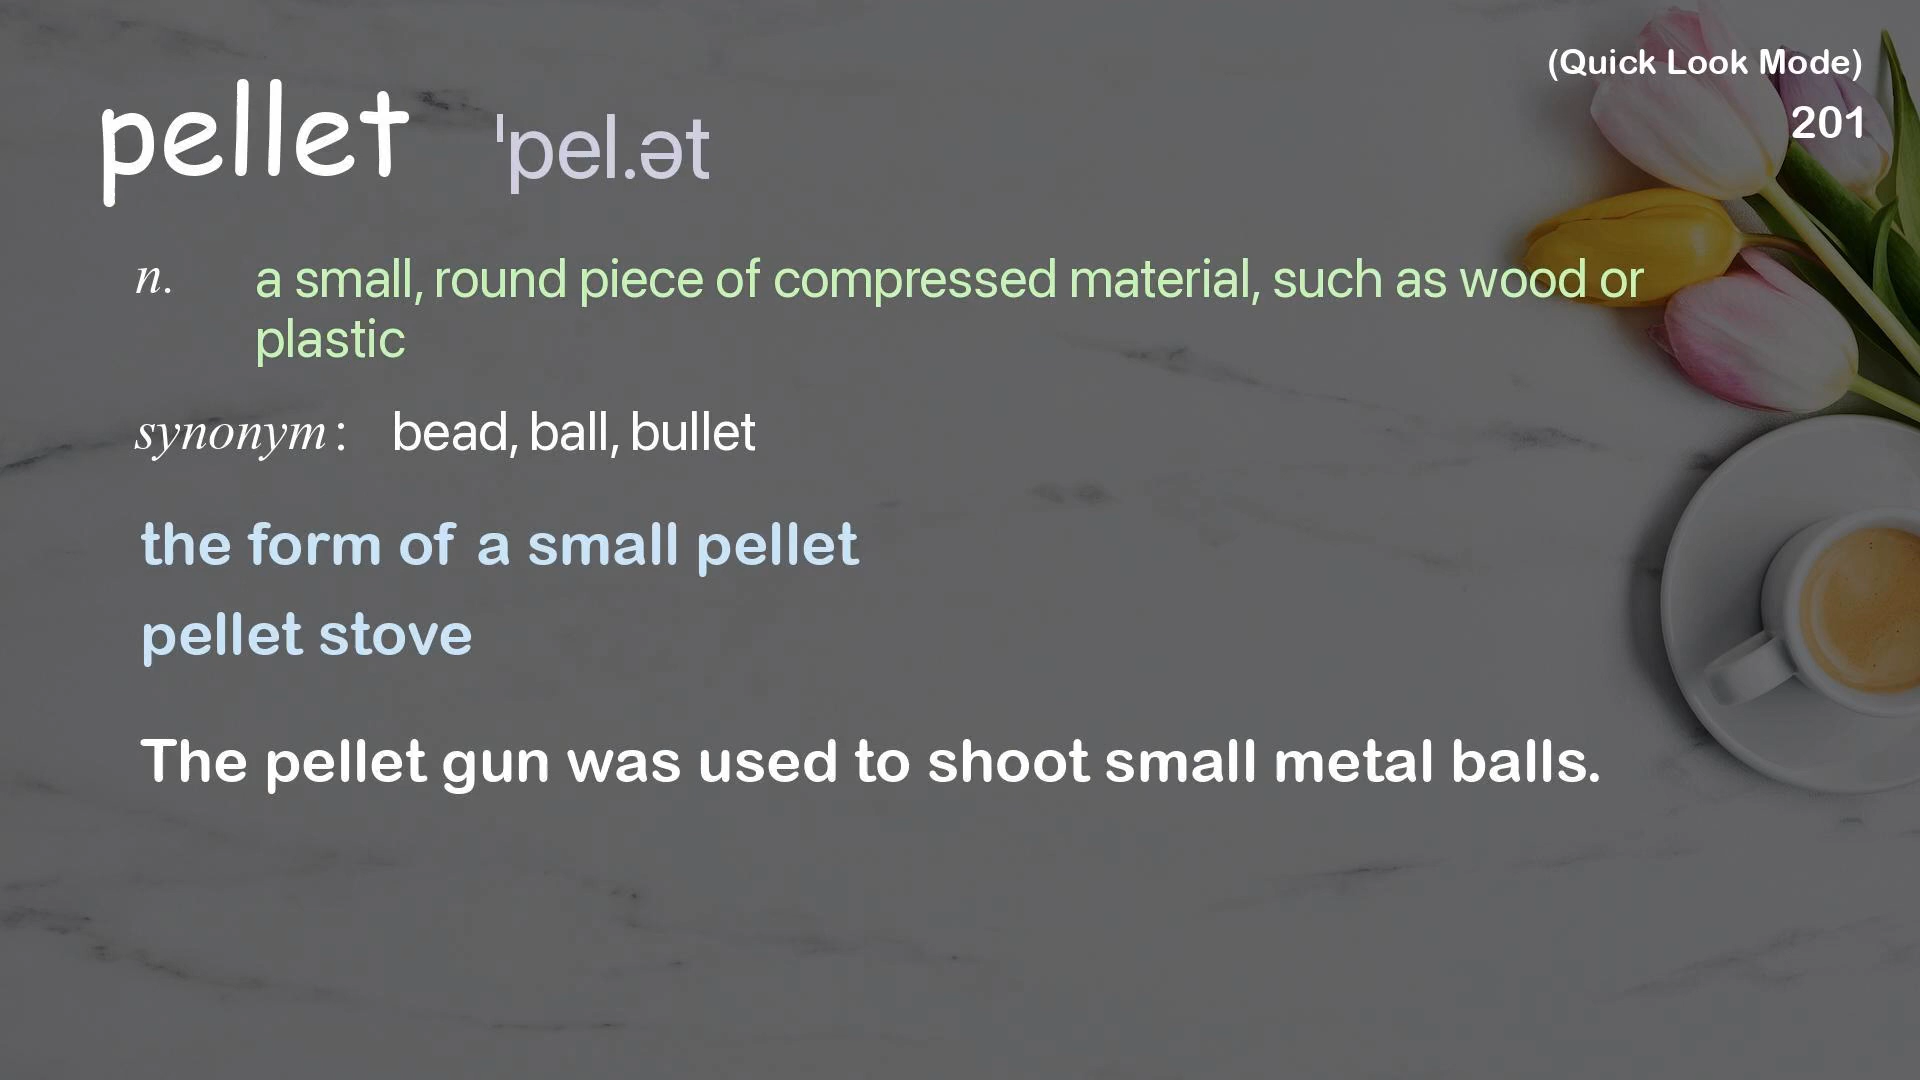 (Quick Look Mode)
201
pellet ˈpel.ət
n. a small, round piece of compressed material, such as wood or
plastic
synonym : bead, ball, bullet
the form of a small pellet
pellet stove
The pellet gun was used to shoot small metal balls.